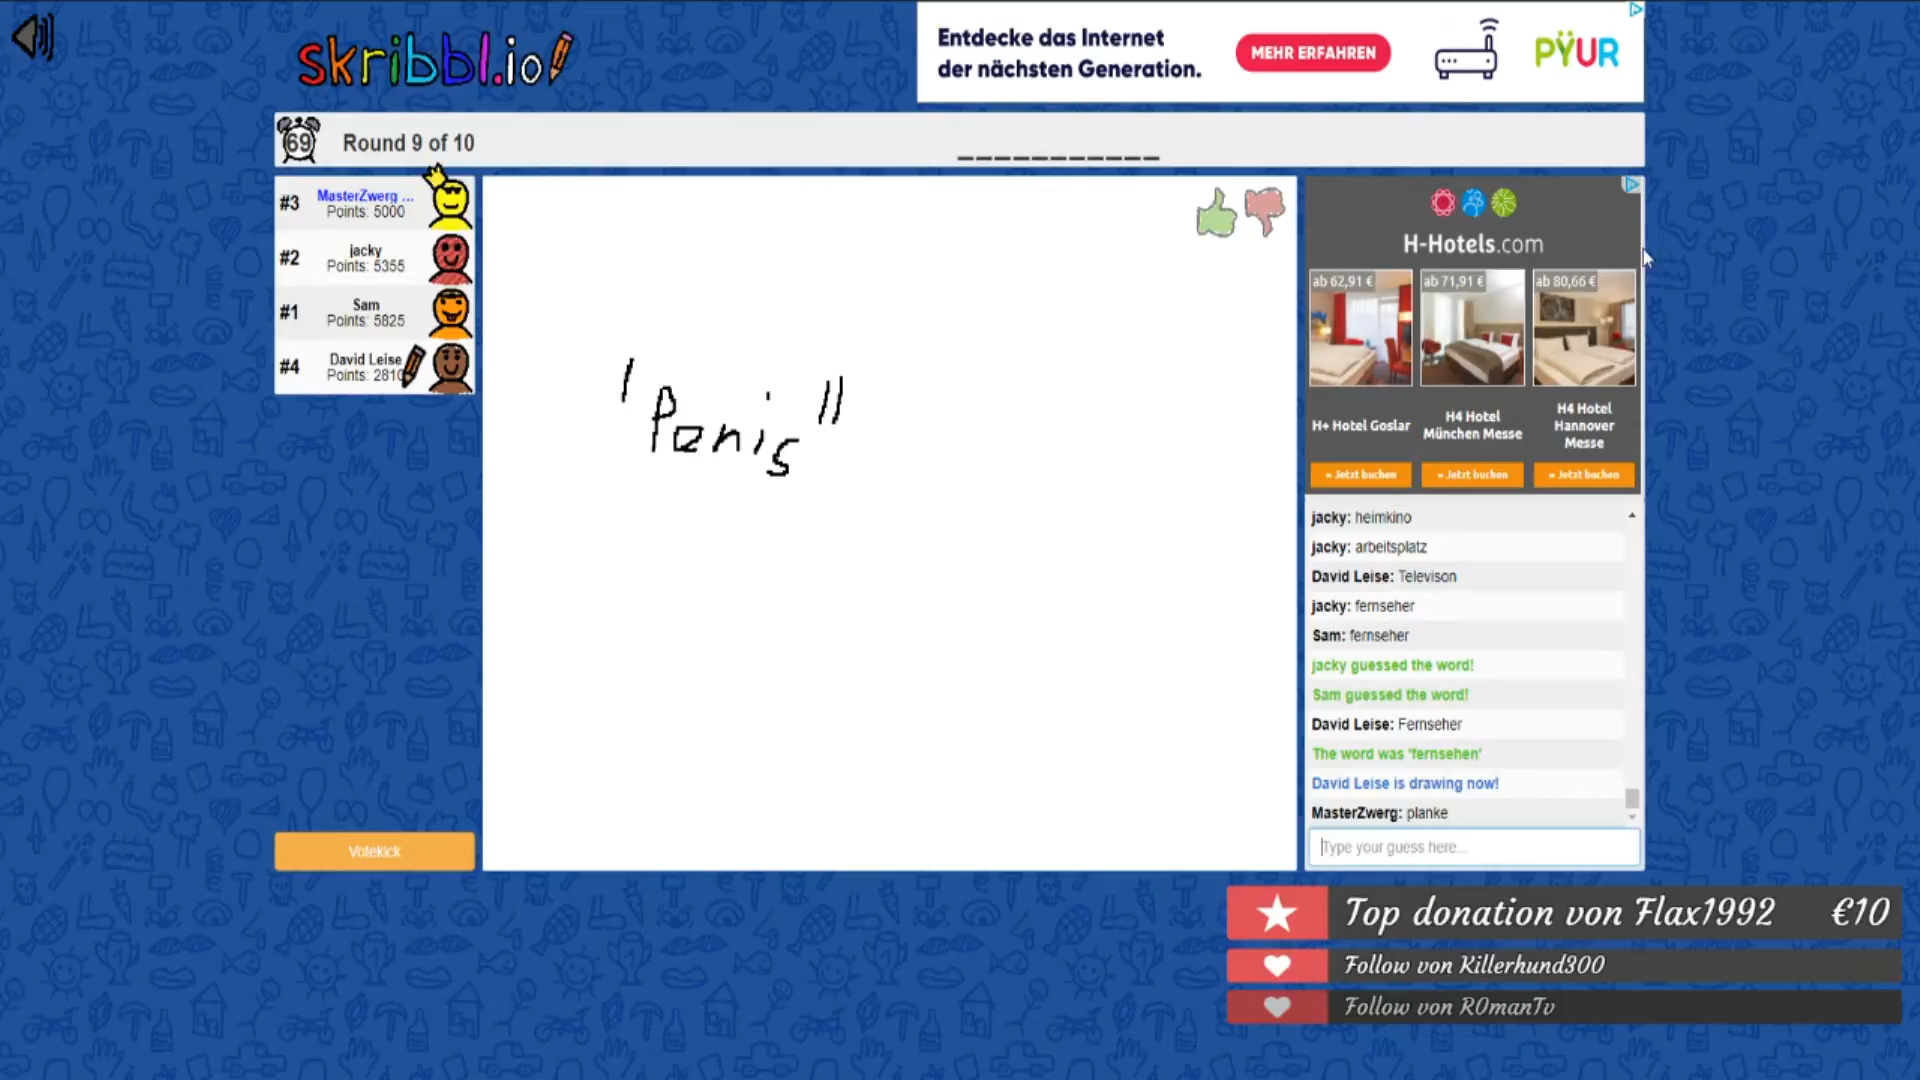 skribbl.io
Entdecke das Internet
der nächsten Generation.
MEHR ERFAHREN
PŸUR
69
Round 9 of 10
___________
#3
MasterZwerg ...
Points: 5000
#2
jacky
Points: 5355
#1
Sam
Points: 5825
#4
David Leise
Points: 2810
Votekick
' Penis "
H-Hotels.com
ab 62,91 €
ab 71,91 €
ab 80,66 €
H+ Hotel Goslar
H4 Hotel
München Messe
H4 Hotel
Hannover
Messe
» Jetzt buchen
» Jetzt buchen
» Jetzt buchen
jacky: heimkino
jacky: arbeitsplatz
David Leise: Televison
jacky: fernseher
Sam: fernseher
jacky guessed the word!
Sam guessed the word!
David Leise: Fernseher
The word was 'fernsehen'
David Leise is drawing now!
MasterZwerg: planke
Type your guess here...
Top donation von Flax1992 €10
Follow von Killerhund300
Follow von R0manTv